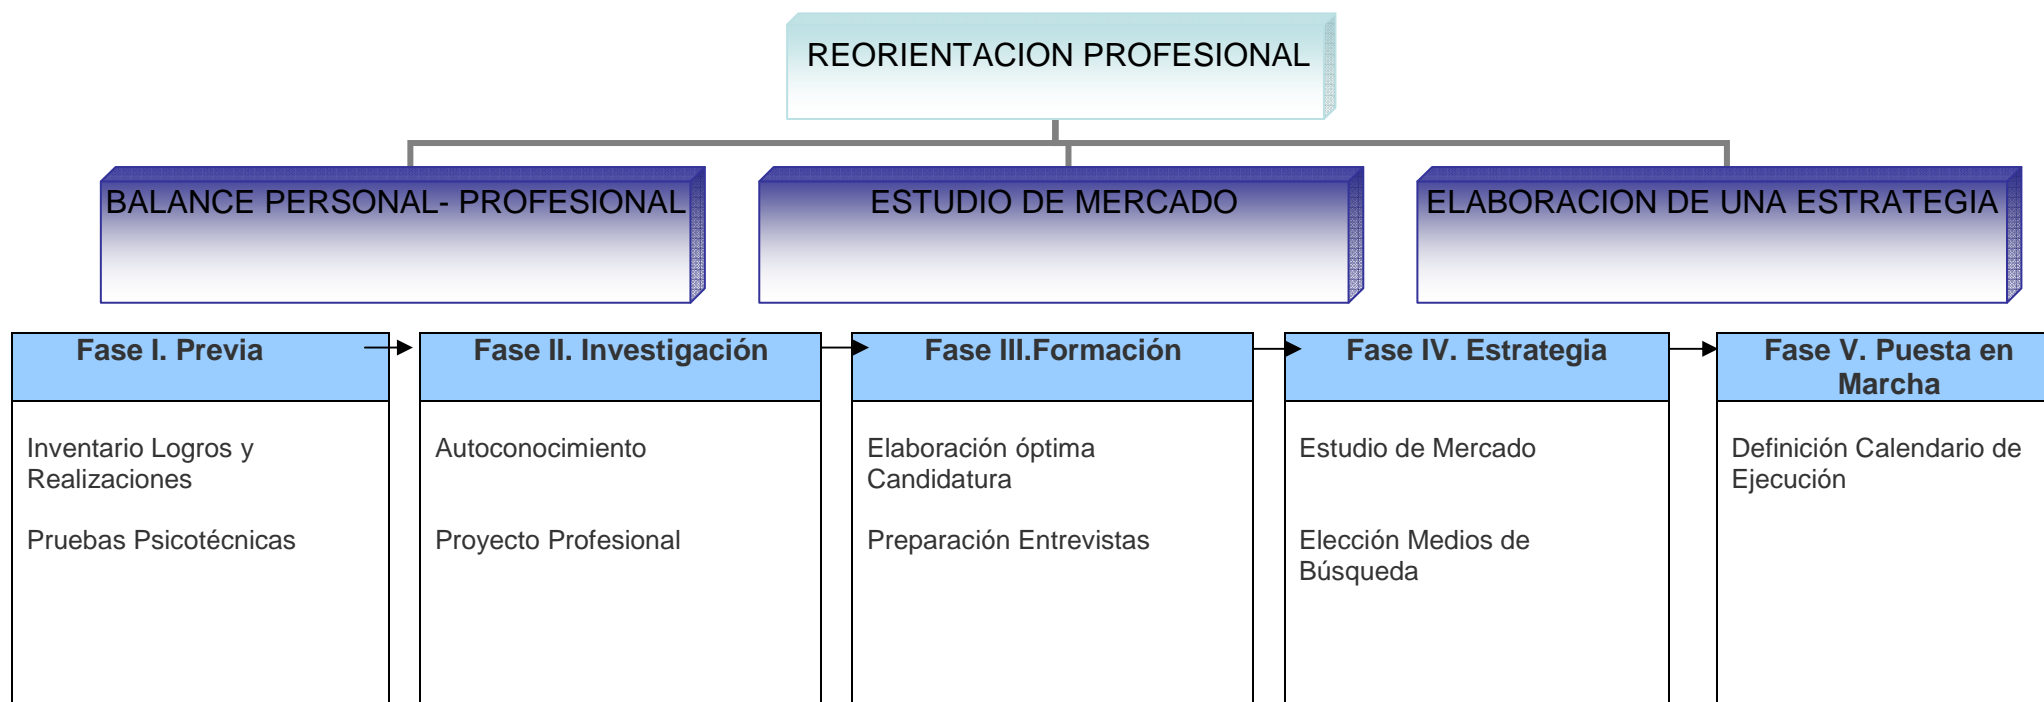 REORIENTACION PROFESIONAL
BALANCE PERSONAL- PROFESIONAL
ESTUDIO DE MERCADO
ELABORACION DE UNA ESTRATEGIA
Fase I. Previa
Inventario Logros y
Realizaciones
Pruebas Psicotécnicas
Fase II. Investigación
Autoconocimiento
Proyecto Profesional
Fase III.Formación
Elaboración óptima
Candidatura
Preparación Entrevistas
Fase IV. Estrategia
Estudio de Mercado
Elección Medios de
Búsqueda
Fase V. Puesta en
Marcha
Definición Calendario de
Ejecución